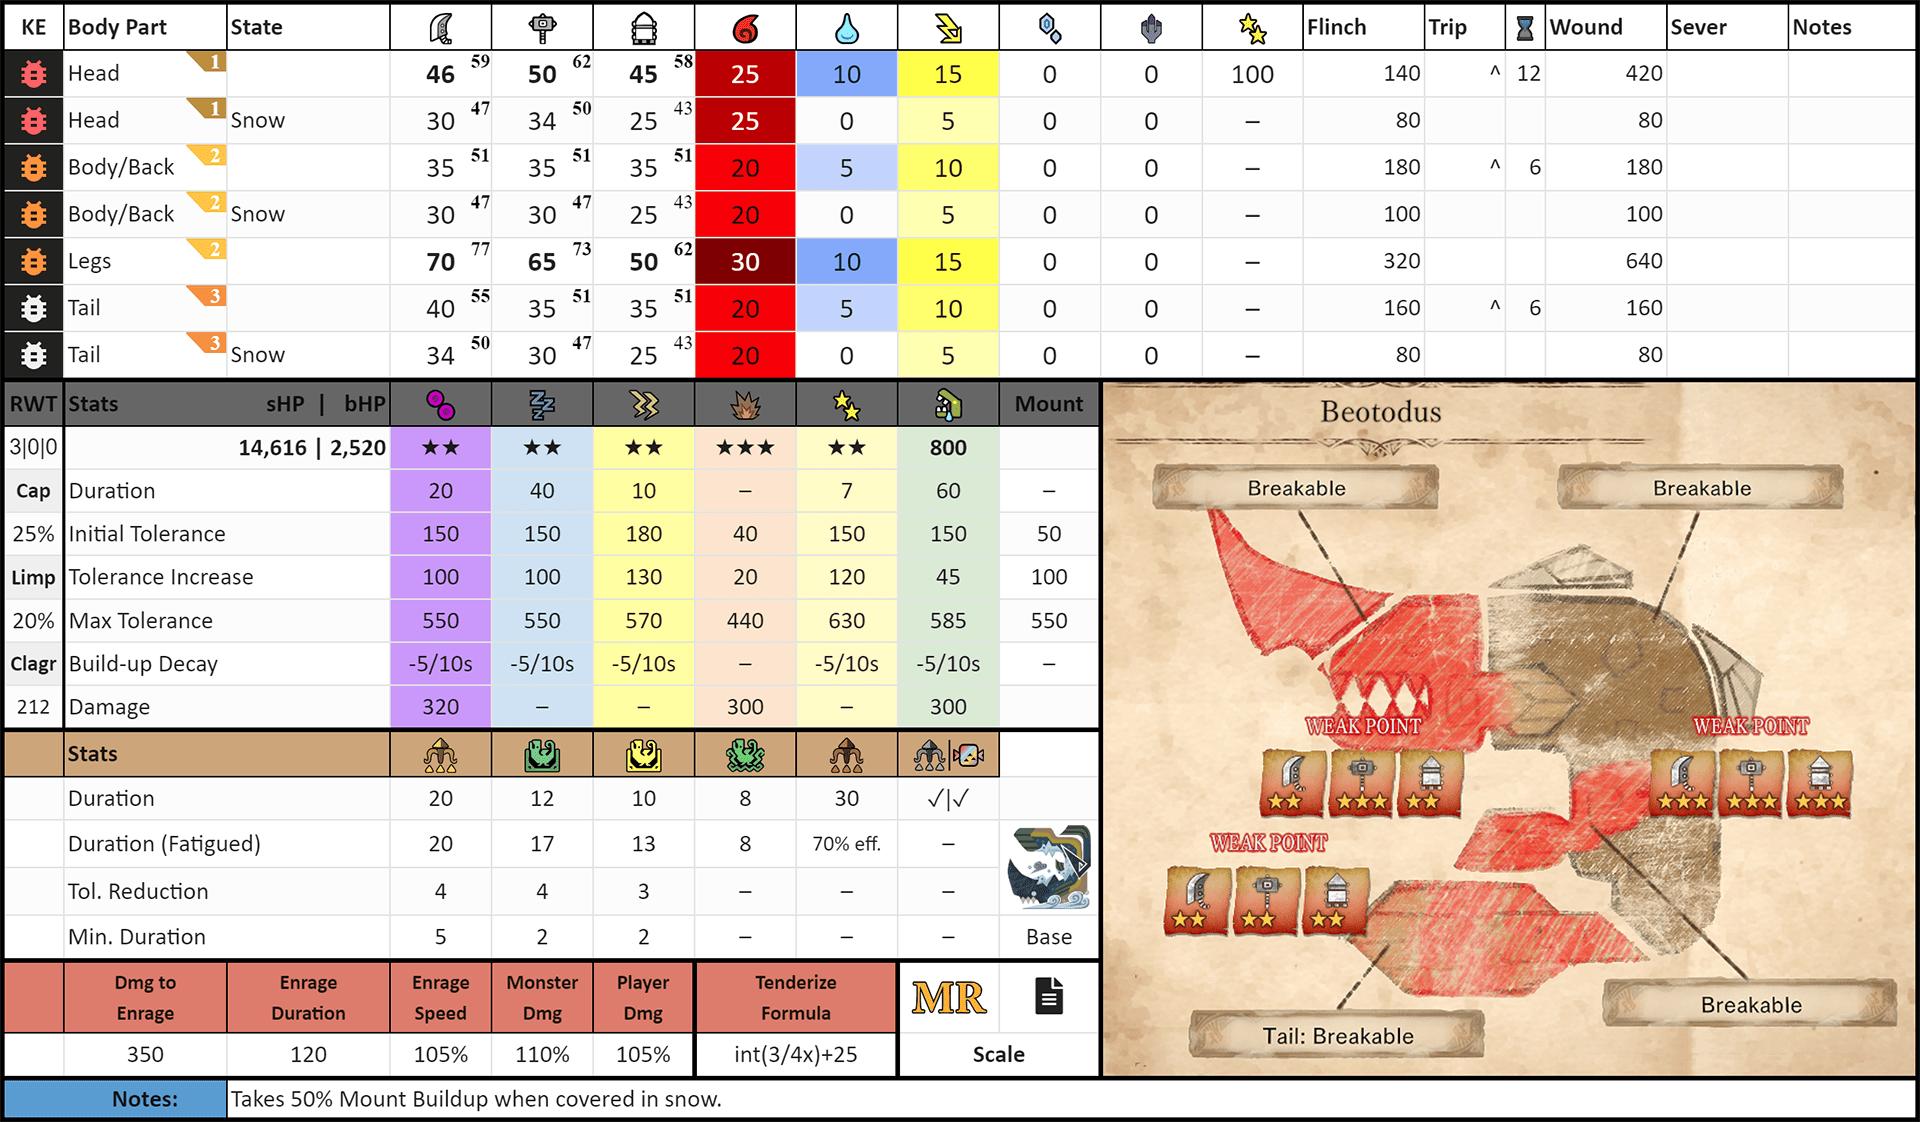 KE Body Part State Flinch Trip Wound Sever Notes
Head 1 46 59 50 62 45 58 25 10 15 0 0 100 140 ^ 12 420
Head 1 Snow 30 47 34 50 25 43 25 0 5 0 0 – 80 80
Body/Back 2 35 51 35 51 35 51 20 5 10 0 0 – 180 ^ 6 180
Body/Back 2 Snow 30 47 30 47 25 43 20 0 5 0 0 – 100 100
Legs 2 70 77 65 73 50 62 30 10 15 0 0 – 320 640
Tail 3 40 55 35 51 35 51 20 5 10 0 0 – 160 ^ 6 160
Tail 3 Snow 34 50 30 47 25 43 20 0 5 0 0 – 80 80
RWT Stats sHP | bHP Mount
3|0|0 14,616 | 2,520 ★★ ★★ ★★ ★★★ ★★ 800
Cap Duration 20 40 10 – 7 60 –
25% Initial Tolerance 150 150 180 40 150 150 50
Limp Tolerance Increase 100 100 130 20 120 45 100
20% Max Tolerance 550 550 570 440 630 585 550
Clagr Build-up Decay -5/10s -5/10s -5/10s – -5/10s -5/10s –
212 Damage 320 – – 300 – 300
Stats
Duration 20 12 10 8 30 ✓|✓
Duration (Fatigued) 20 17 13 8 70% eff. –
Tol. Reduction 4 4 3 – – –
Min. Duration 5 2 2 – – – Base
Dmg to Enrage Monster Player Tenderize
Enrage Duration Speed Dmg Dmg Formula
Enrage
MR
350 120 105% 110% 105% int(3/4x)+25 Scale
Notes: Takes 50% Mount Buildup when covered in snow.
Beotodus
Breakable
Breakable
WEAK POINT
WEAK POINT
WEAK POINT
Breakable
Tail: Breakable